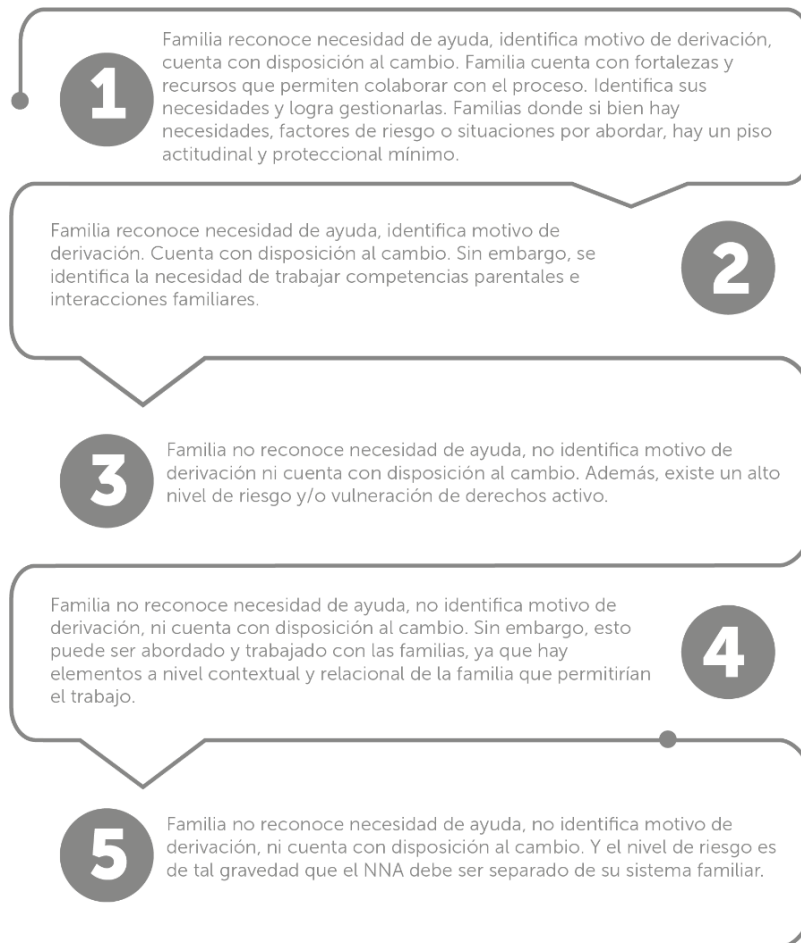 1
Familia reconoce necesidad de ayuda, identifica motivo de derivación,
cuenta con disposición al cambio. Familia cuenta con fortalezas y
recursos que permiten colaborar con el proceso. Identifica sus
necesidades y logra gestionarlas. Familias donde si bien hay
necesidades, factores de riesgo o situaciones por abordar, hay un piso
actitudinal y proteccional mínimo.
Familia reconoce necesidad de ayuda, identifica motivo de
derivación. Cuenta con disposición al cambio. Sin embargo, se
identifica la necesidad de trabajar competencias parentales e
interacciones familiares.
2
3
Familia no reconoce necesidad de ayuda, no identifica motivo de
derivación ni cuenta con disposición al cambio. Además, existe un alto
nivel de riesgo y/o vulneración de derechos activo.
Familia no reconoce necesidad de ayuda, no identifica motivo de
derivación, ni cuenta con disposición al cambio. Sin embargo, esto
puede ser abordado y trabajado con las familias, ya que hay
elementos a nivel contextual y relacional de la familia que permitirían
el trabajo.
4
5
Familia no reconoce necesidad de ayuda, no identifica motivo de
derivación, ni cuenta con disposición al cambio. Y el nivel de riesgo es
de tal gravedad que el NNA debe ser separado de su sistema familiar.